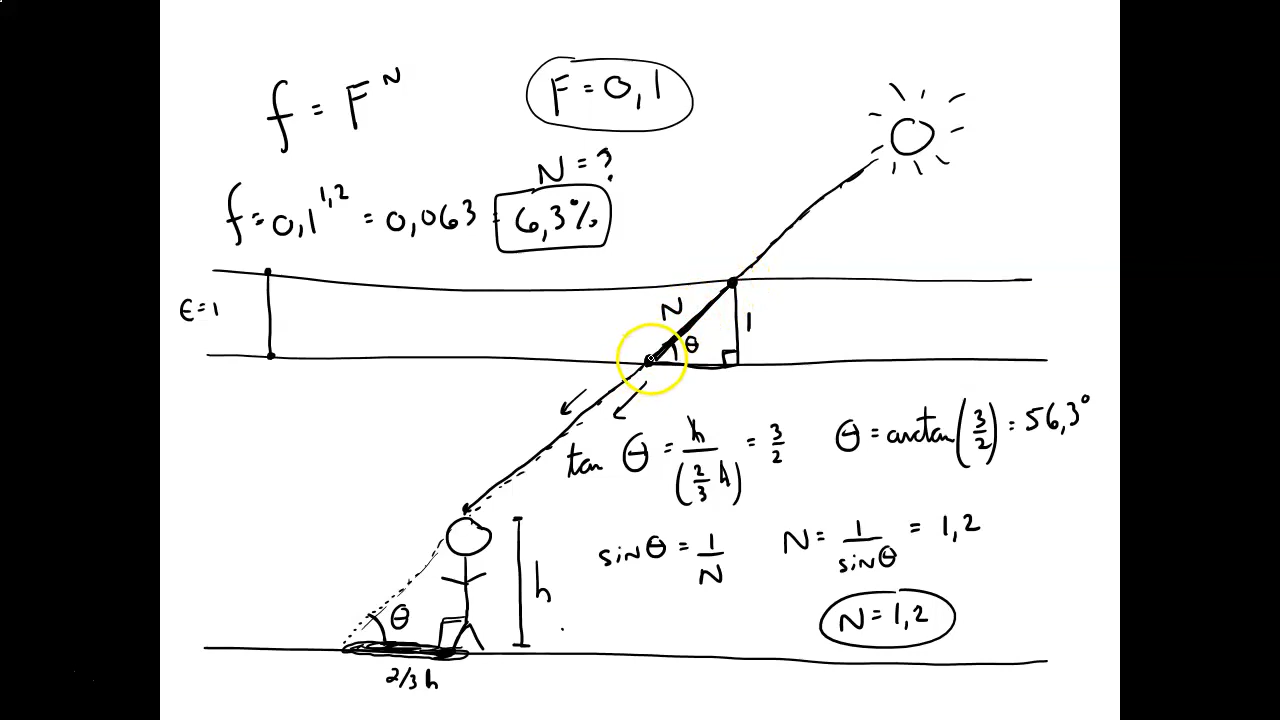 f = F^N
F = 0,1
N = ?
f = 0,1^1,2 = 0,063 = 6,3%
E = 1
N
θ
1
tan θ = h/(2/3 h) = 3/2
θ = arctan(3/2) = 56,3°
sin θ = 1/N
N = 1/sin θ = 1,2
N = 1,2
h
θ
2/3 h